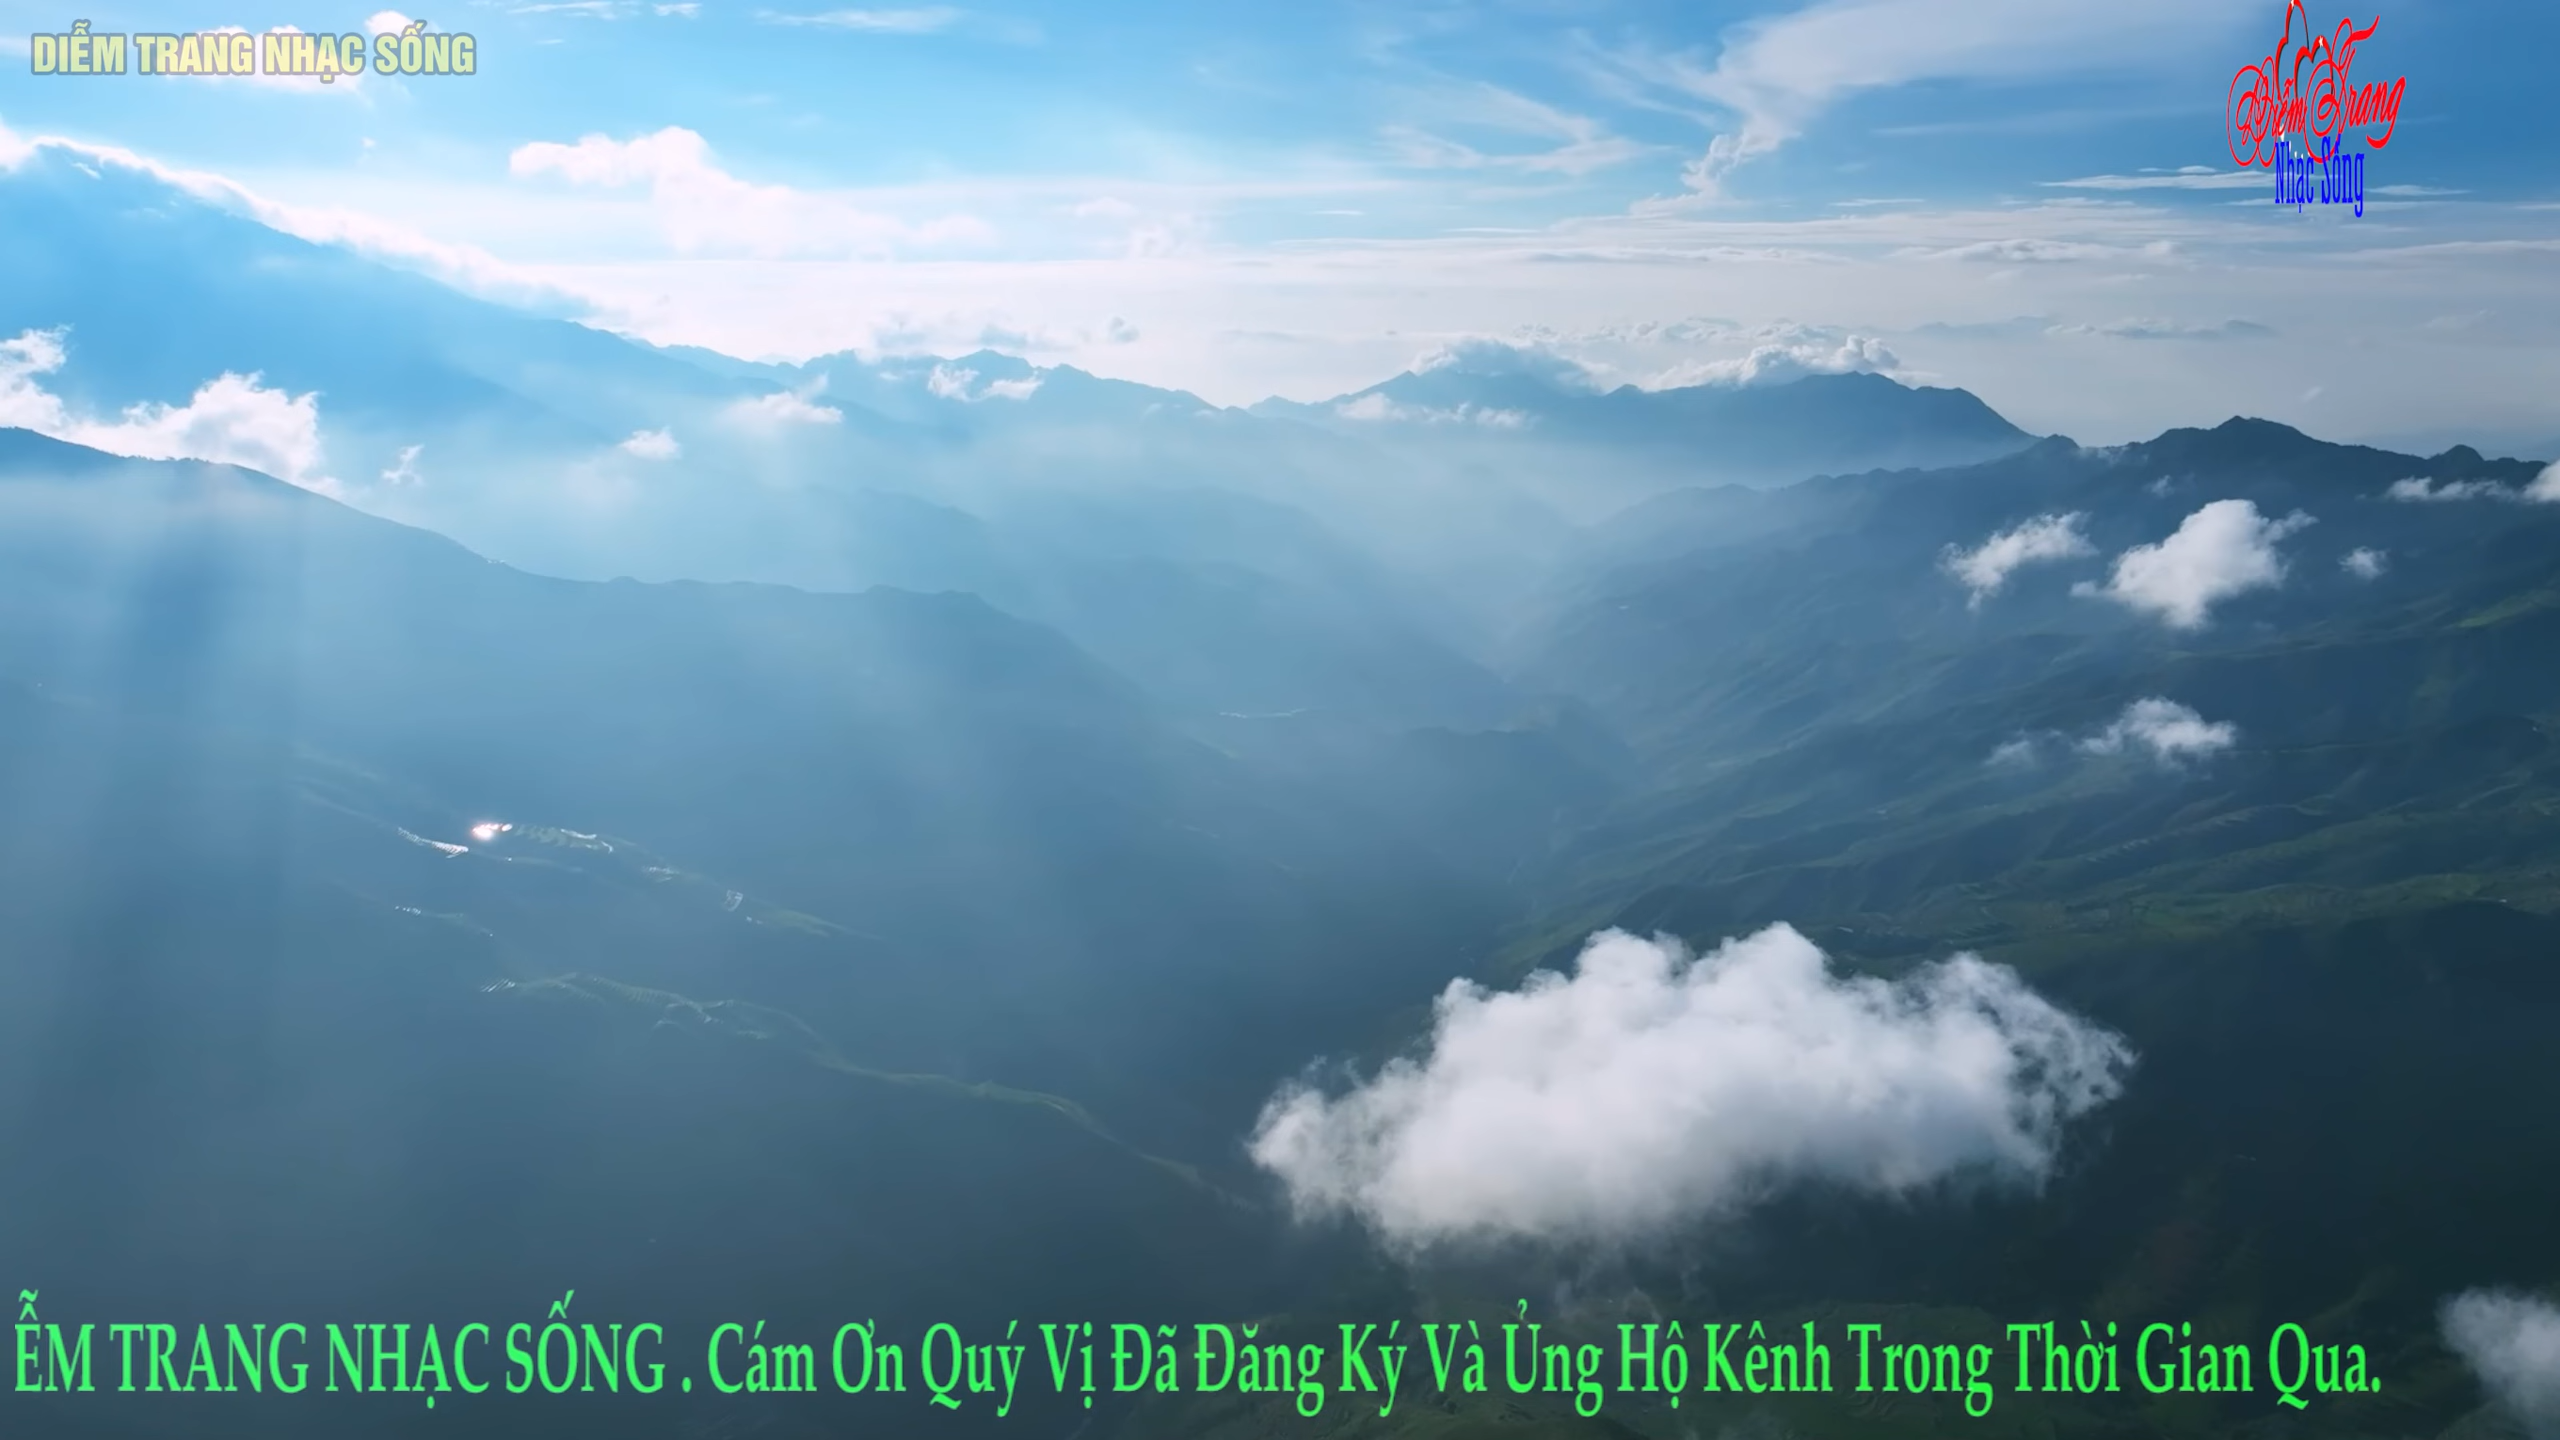 DIỄM TRANG NHẠC SỐNG
Diễm Trang
Nhạc Sống
ỄM TRANG NHẠC SỐNG . Cám Ơn Quý Vị Đã Đăng Ký Và Ủng Hộ Kênh Trong Thời Gian Qua.